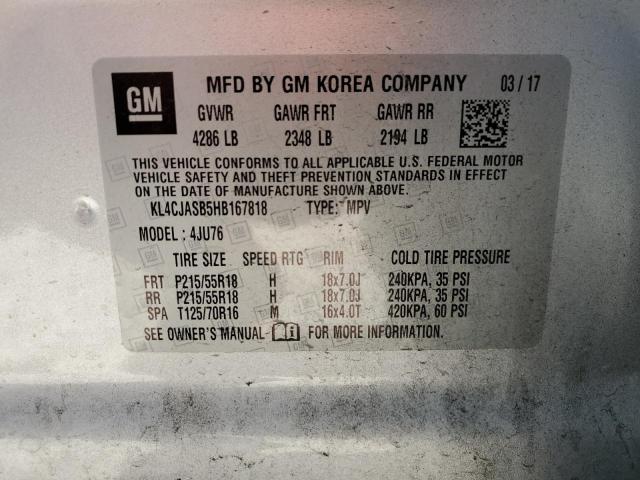 GM MFD BY GM KOREA COMPANY 03/17
GVWR GAWR FRT GAWR RR
4286 LB 2348 LB 2194 LB
THIS VEHICLE CONFORMS TO ALL APPLICABLE U.S. FEDERAL MOTOR
VEHICLE SAFETY AND THEFT PREVENTION STANDARDS IN EFFECT
ON THE DATE OF MANUFACTURE SHOWN ABOVE.
KL4CJASB5HB167818 TYPE: MPV
MODEL : 4JU76
TIRE SIZE SPEED RTG RIM COLD TIRE PRESSURE
FRT P215/55R18 H 18x7.0J 240KPA, 35 PSI
RR P215/55R18 H 18x7.0J 240KPA, 35 PSI
SPA T125/70R16 M 16x4.0T 420KPA, 60 PSI
SEE OWNER'S MANUAL FOR MORE INFORMATION.